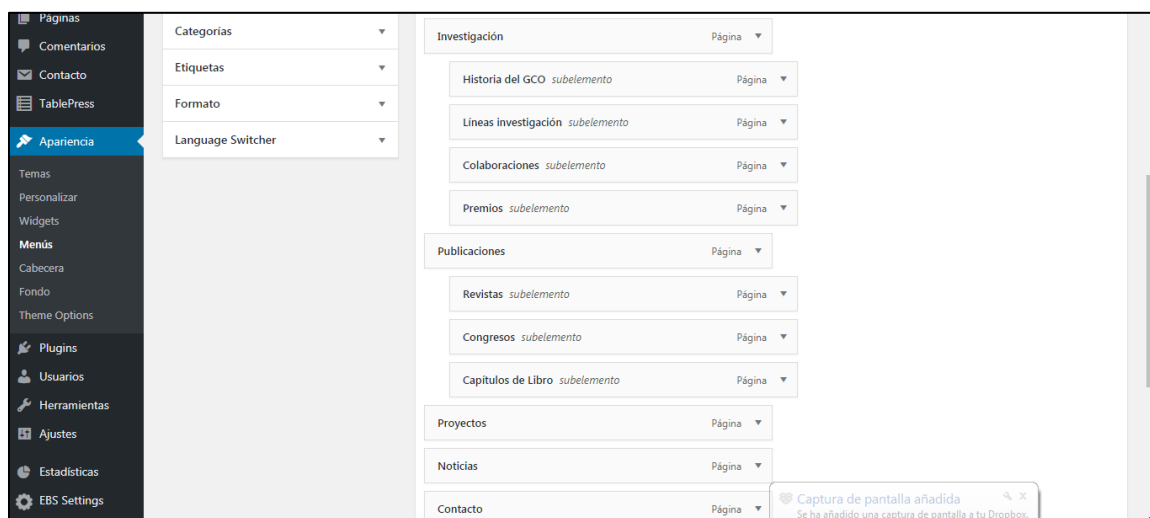 Páginas
Comentarios
Contacto
TablePress
Apariencia
Temas
Personalizar
Widgets
Menús
Cabecera
Fondo
Theme Options
Plugins
Usuarios
Herramientas
Ajustes
Estadísticas
EBS Settings
Categorías
Etiquetas
Formato
Language Switcher
Investigación Página
Historia del GCO subelemento Página
Líneas investigación subelemento Página
Colaboraciones subelemento Página
Premios subelemento Página
Publicaciones Página
Revistas subelemento Página
Congresos subelemento Página
Capítulos de Libro subelemento Página
Proyectos Página
Noticias Página
Contacto Página
Captura de pantalla añadida
Se ha añadido una captura de pantalla a tu Dropbox.